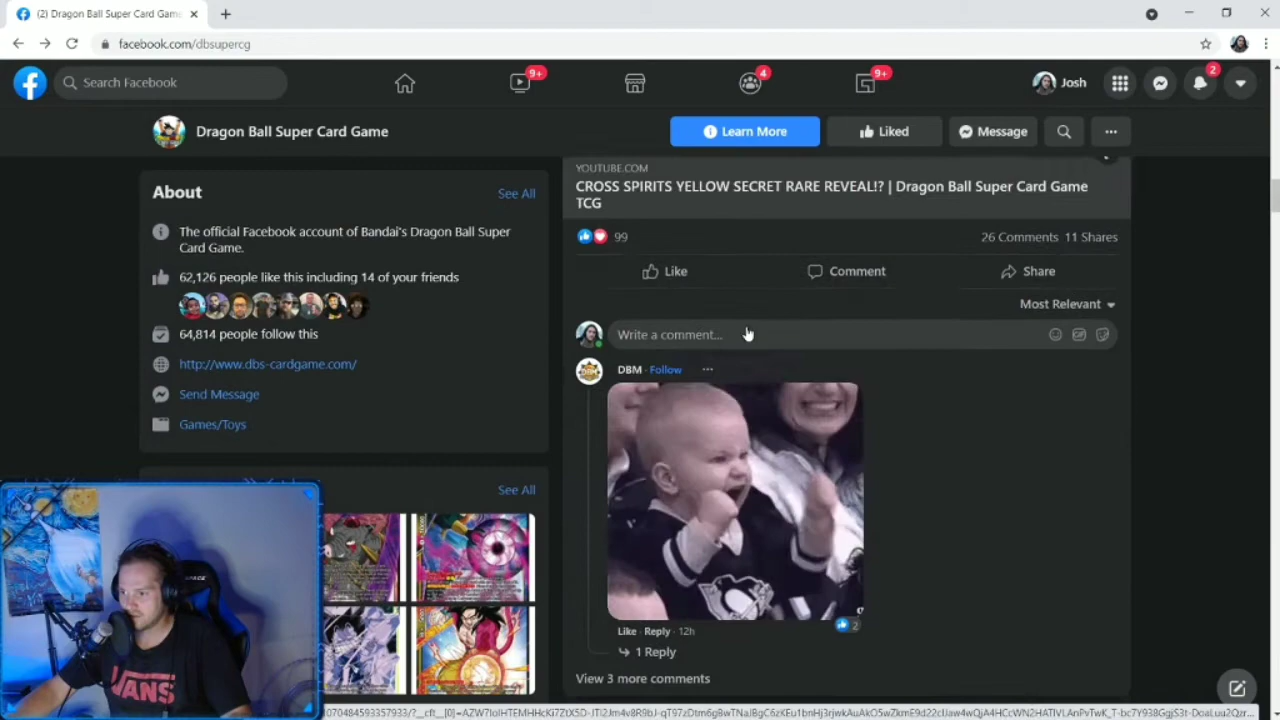 (2) Dragon Ball Super Card Game
facebook.com/dbsupercg
Search Facebook
9+
4
9+
Josh
2
Dragon Ball Super Card Game
Learn More
Liked
Message
About
See All
The official Facebook account of Bandai's Dragon Ball Super
Card Game.
62,126 people like this including 14 of your friends
64,814 people follow this
http://www.dbs-cardgame.com/
Send Message
Games/Toys
See All
YOUTUBE.COM
CROSS SPIRITS YELLOW SECRET RARE REVEAL!? | Dragon Ball Super Card Game
TCG
99
26 Comments 11 Shares
Like
Comment
Share
Most Relevant
Write a comment...
DBM · Follow
2
Like · Reply · 12h
1 Reply
View 3 more comments
SPACE
VANS